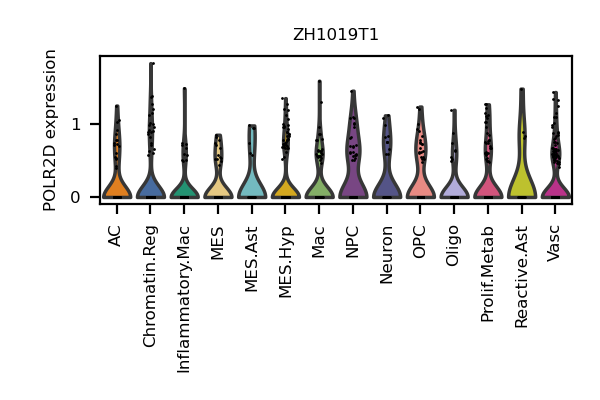 ZH1019T1
POLR2D expression
1
0
AC
Chromatin.Reg
Inflammatory.Mac
MES
MES.Ast
MES.Hyp
Mac
NPC
Neuron
OPC
Oligo
Prolif.Metab
Reactive.Ast
Vasc